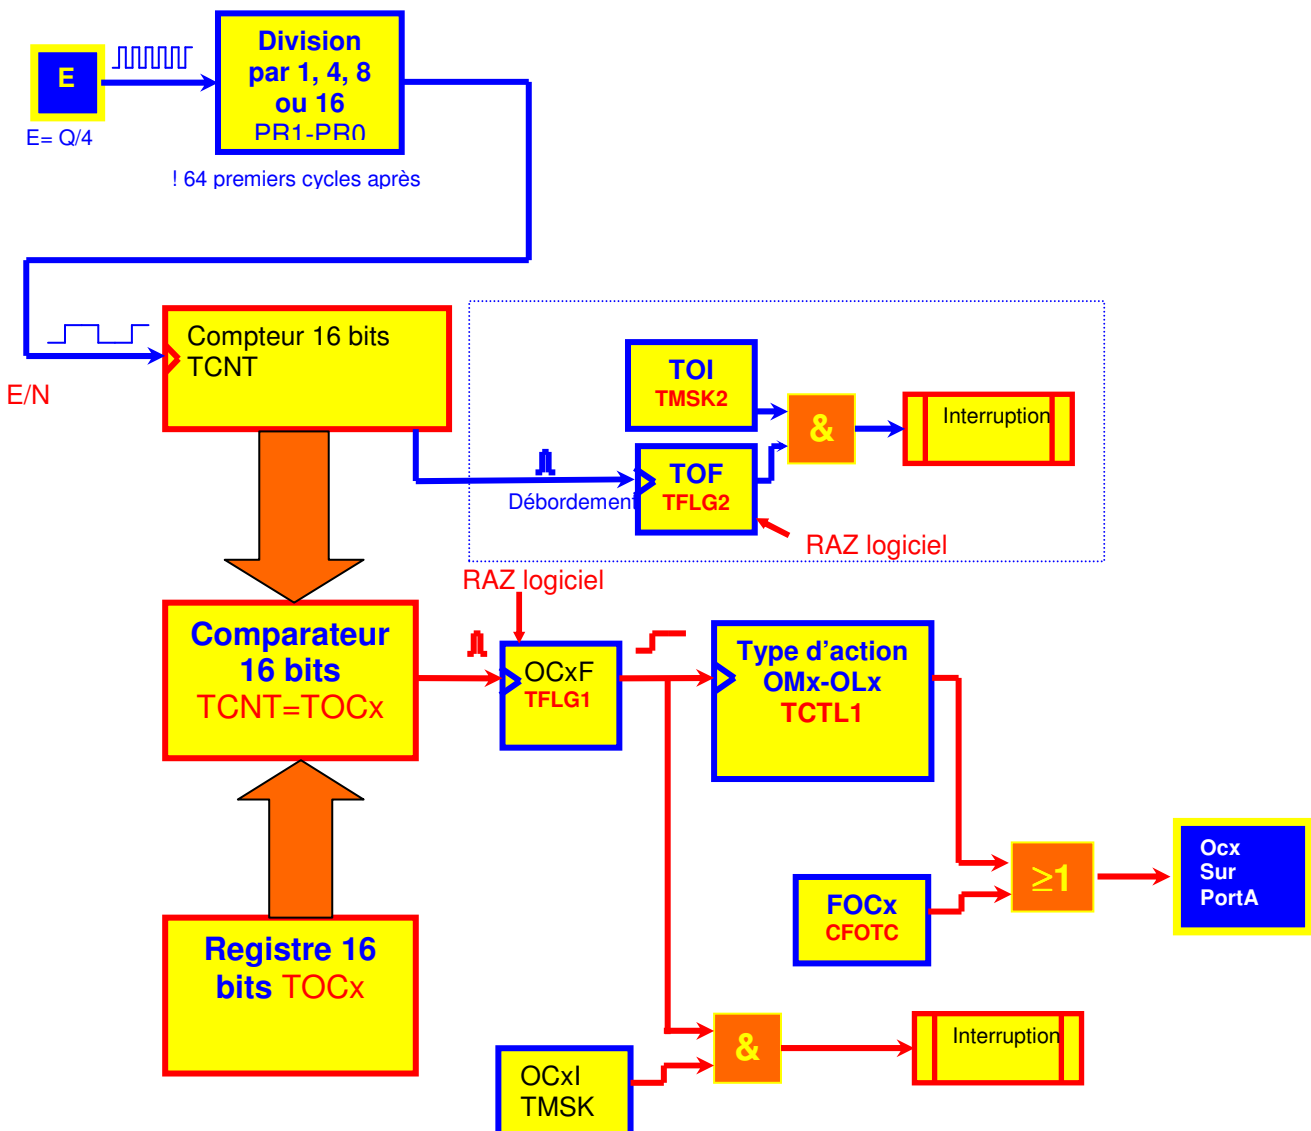 Division
par 1, 4, 8
ou 16
PR1-PR0
E
E= Q/4
! 64 premiers cycles après
Compteur 16 bits
TCNT
E/N
TOI
TMSK2
&
Interruption
TOF
TFLG2
Débordement
RAZ logiciel
RAZ logiciel
Comparateur
16 bits
TCNT=TOCx
OCxF
TFLG1
Type d'action
OMx-OLx
TCTL1
≥1
Ocx
Sur
PortA
FOCx
CFOTC
Registre 16
bits TOCx
&
Interruption
OCxI
TMSK